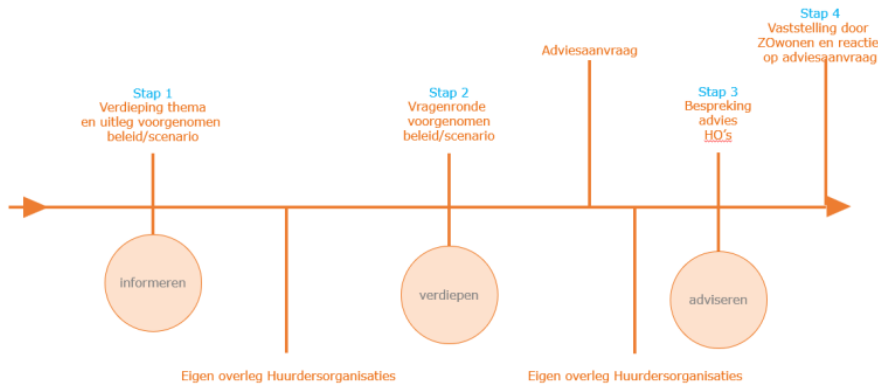 Stap 1
Verdieping thema
en uitleg voorgenomen
beleid/scenario
Stap 2
Vragenronde
voorgenomen
beleid/scenario
Adviesaanvraag
Stap 3
Bespreking
advies
HO's
Stap 4
Vaststelling door
ZOwonen en reactie
op adviesaanvraag
informeren
verdiepen
adviseren
Eigen overleg Huurdersorganisaties
Eigen overleg Huurdersorganisaties